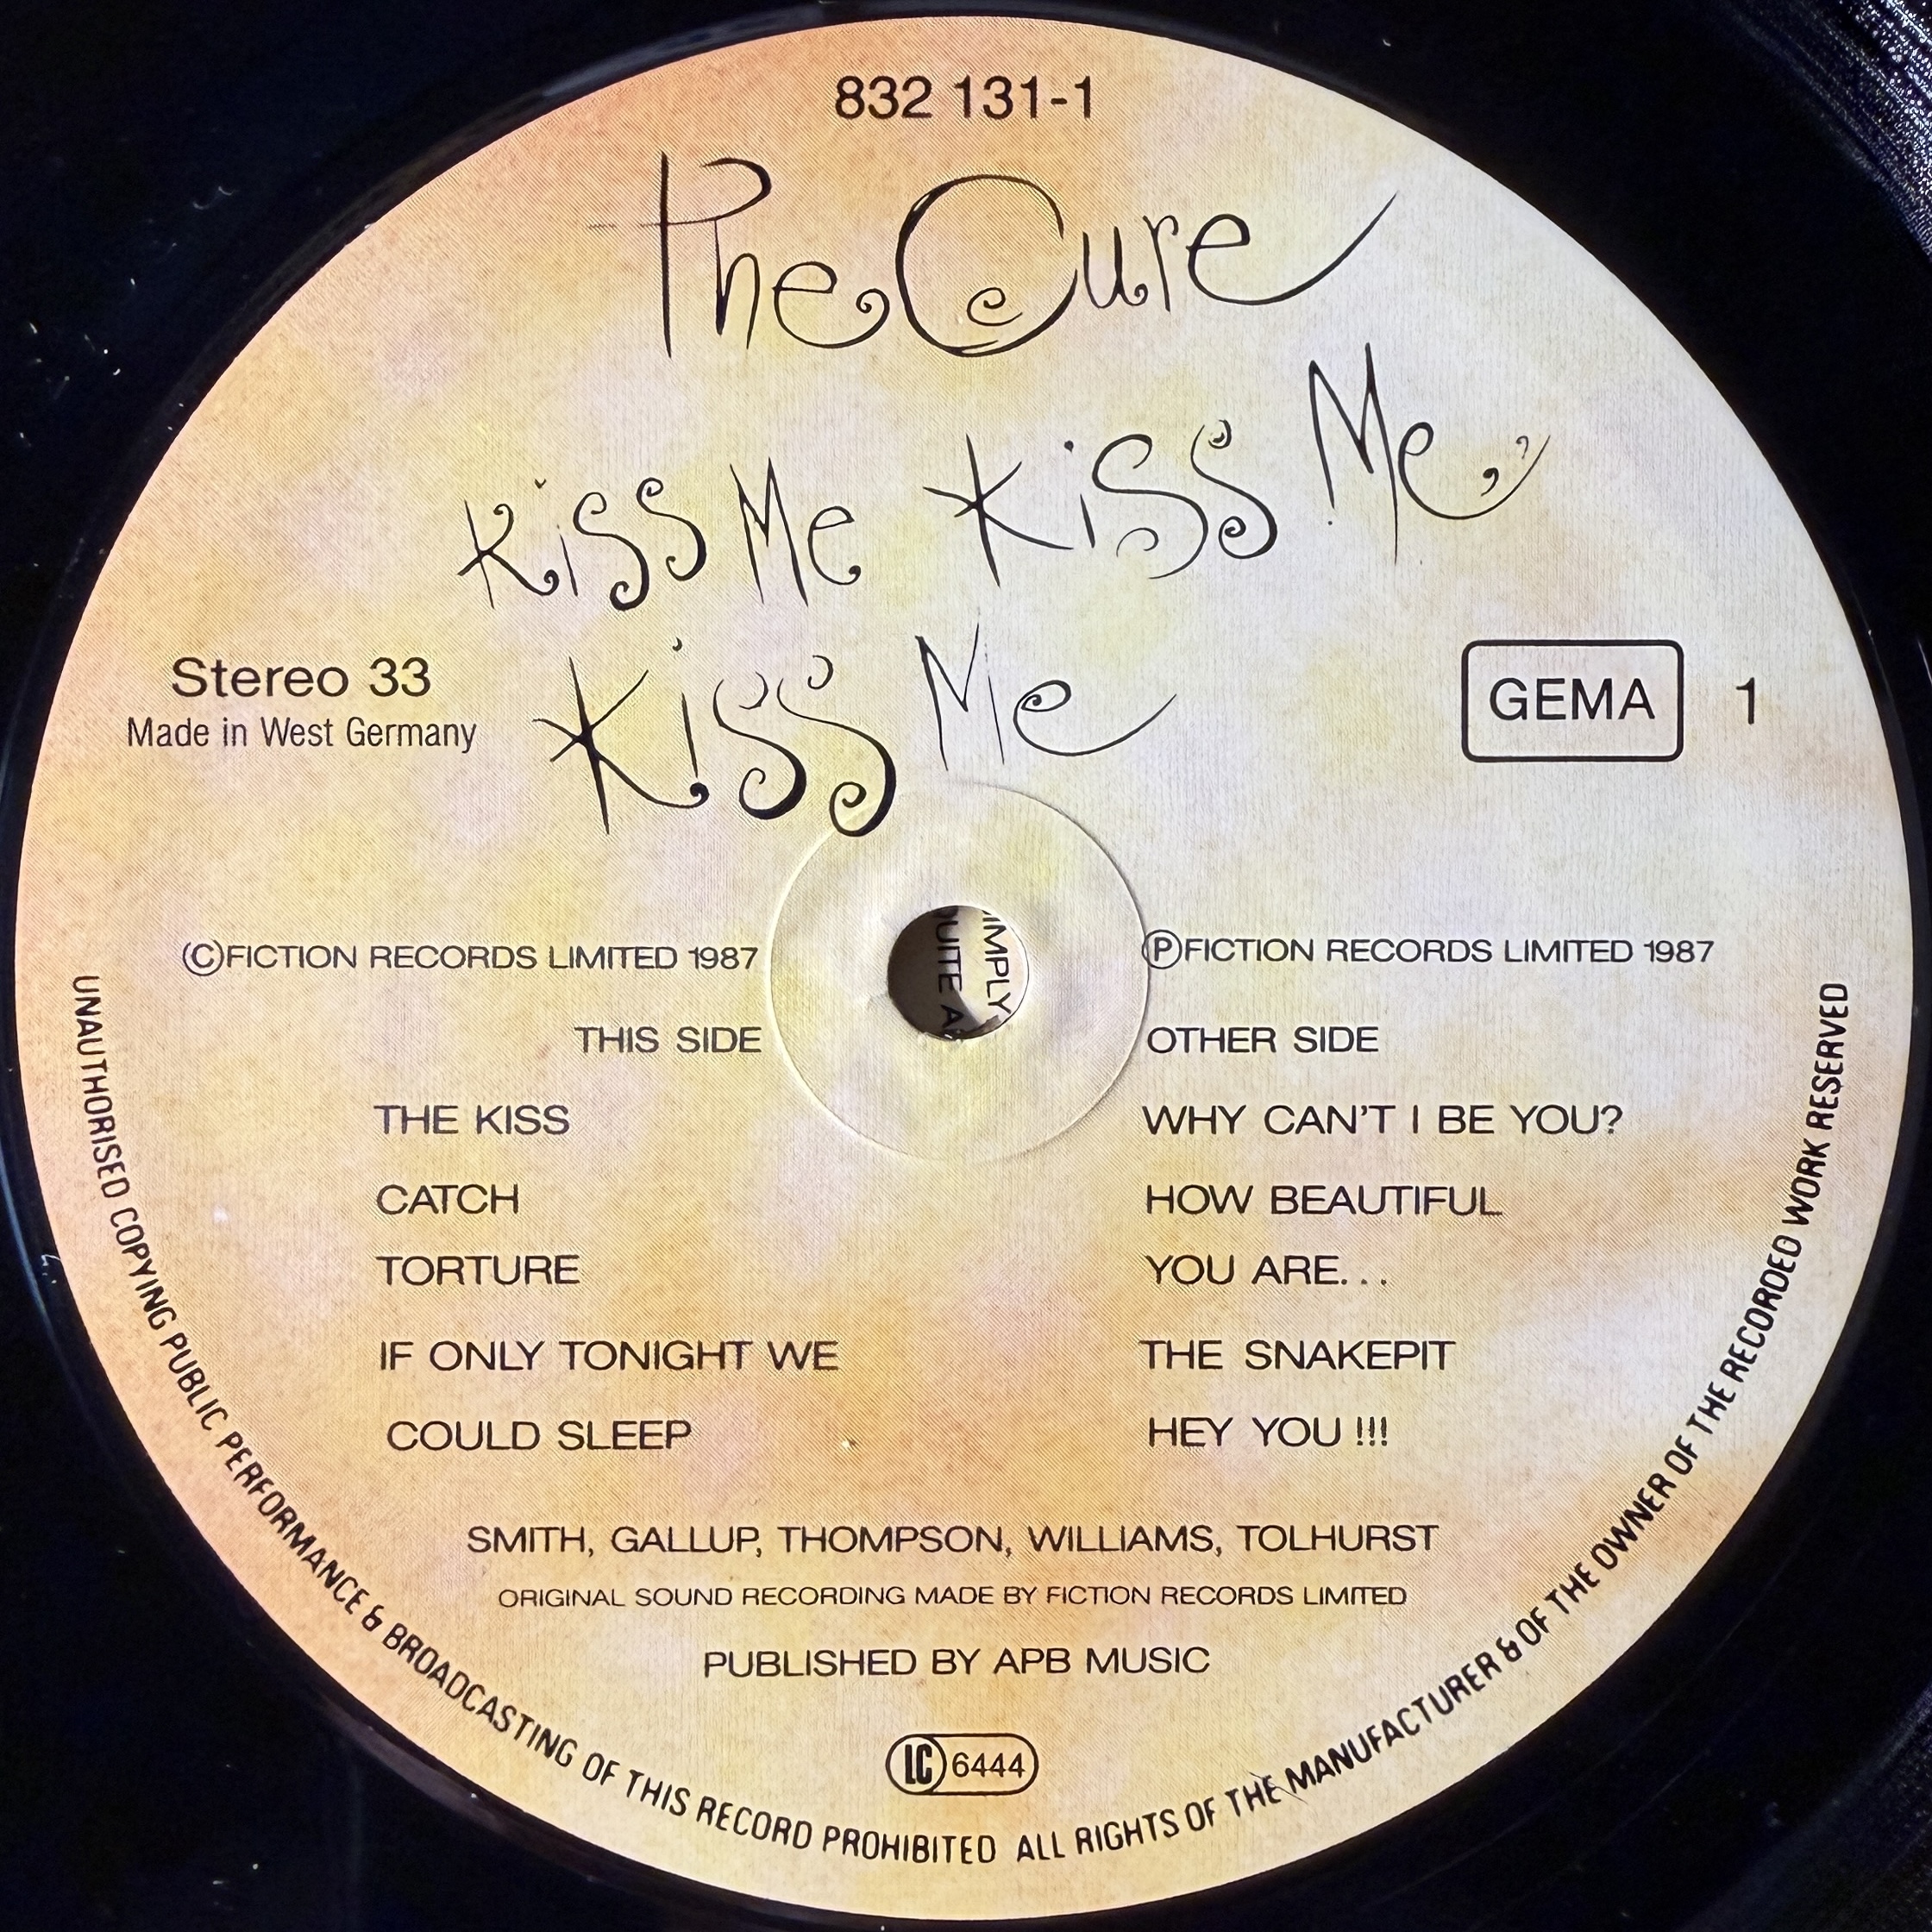 832 131-1
The Cure
Kiss Me Kiss Me
Kiss Me
Stereo 33
Made in West Germany
GEMA 1
ⒸFICTION RECORDS LIMITED 1987
ⓅFICTION RECORDS LIMITED 1987
THIS SIDE
THE KISS
CATCH
TORTURE
IF ONLY TONIGHT WE
COULD SLEEP
OTHER SIDE
WHY CAN'T I BE YOU?
HOW BEAUTIFUL
YOU ARE...
THE SNAKEPIT
HEY YOU !!!
SMITH, GALLUP, THOMPSON, WILLIAMS, TOLHURST
ORIGINAL SOUND RECORDING MADE BY FICTION RECORDS LIMITED
PUBLISHED BY APB MUSIC
LC 6444
UNAUTHORISED COPYING PUBLIC PERFORMANCE & BROADCASTING OF THIS RECORD PROHIBITED ALL RIGHTS OF THE MANUFACTURER & OF THE OWNER OF THE RECORDED WORK RESERVED